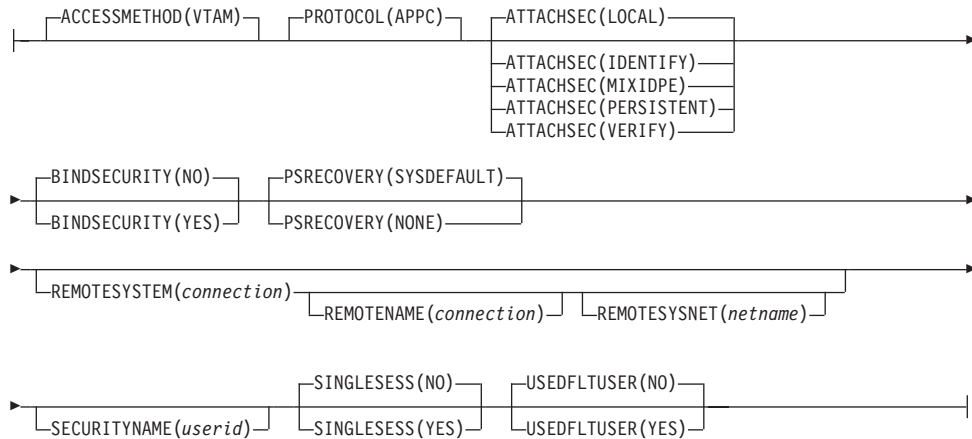 ACCESSMETHOD(VTAM) PROTOCOL(APPC) ATTACHSEC(LOCAL)
ATTACHSEC(IDENTIFY)
ATTACHSEC(MIXIDPE)
ATTACHSEC(PERSISTENT)
ATTACHSEC(VERIFY)
BINDSECURITY(NO) PSRECOVERY(SYSDEFAULT)
BINDSECURITY(YES) PSRECOVERY(NONE)
REMOTESYSTEM(connection)
REMOTENAME(connection) REMOTESYSNET(netname)
SINGLESESS(NO) USEDFLTUSER(NO)
SECURITYNAME(userid) SINGLESESS(YES) USEDFLTUSER(YES)